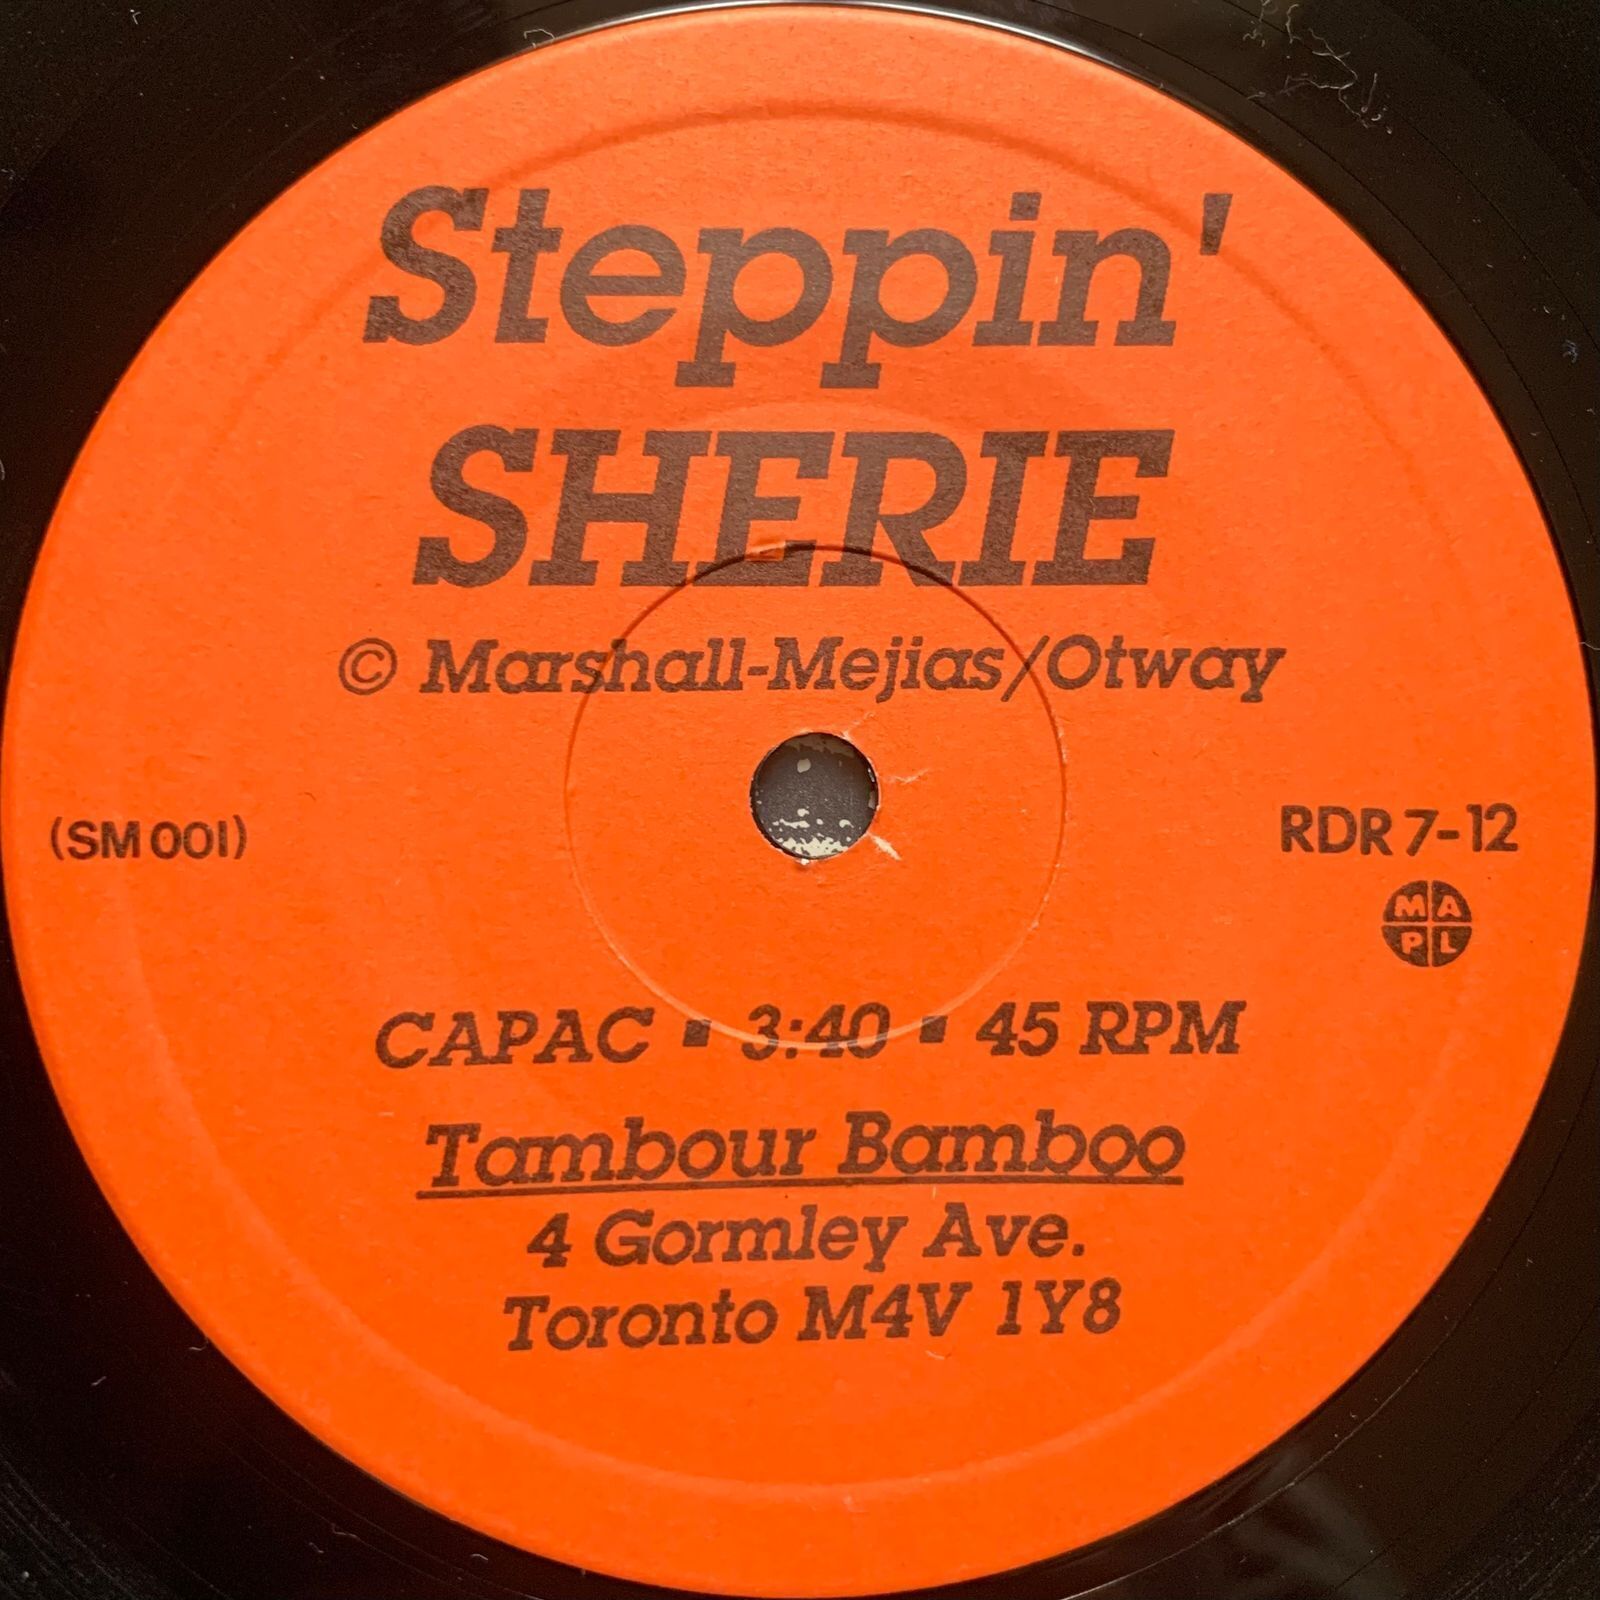 Steppin'
SHERIE
© Marshall-Mejias/Otway
(SM 001)
RDR 7-12
M A
P L
CAPAC ▪ 3:40 ▪ 45 RPM
Tambour Bamboo
4 Gormley Ave.
Toronto M4V 1Y8